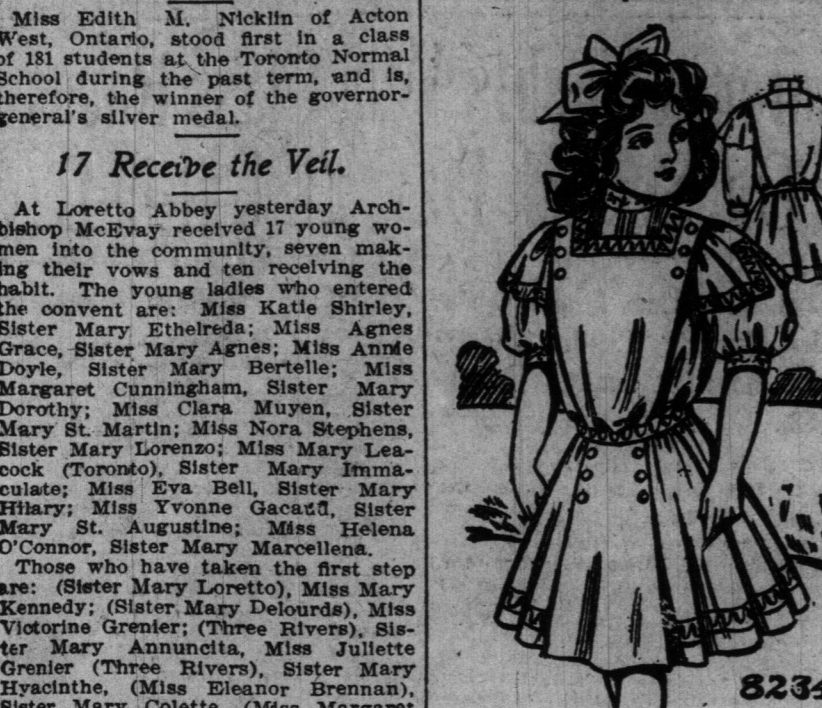 Miss Edith M. Nicklin of Acton
West, Ontario, stood first in a class
of 181 students at the Toronto Normal
School during the past term, and is,
therefore, the winner of the governor-
general's silver medal.
17 Receive the Veil.
At Loretto Abbey yesterday Arch-
bishop McEvay received 17 young wo-
men into the community, seven mak-
ing their vows and ten receiving the
habit. The young ladies who entered
the convent are: Miss Katie Shirley,
Sister Mary Ethelreda; Miss Agnes
Grace, Sister Mary Agnes; Miss Annie
Doyle, Sister Mary Bertelle; Miss
Margaret Cunningham, Sister Mary
Dorothy; Miss Clara Muyen, Sister
Mary St. Martin; Miss Nora Stephens,
Sister Mary Lorenzo; Miss Mary Lea-
cock (Toronto), Sister Mary Imma-
culate; Miss Eva Bell, Sister Mary
Hilary; Miss Yvonne Sister
Mary St. Augustine; Miss Helena
O'Connor, Sister Mary Marcellena.
Those who have taken the first step
are: (Sister Mary Loretto), Miss Mary
Kennedy; (Sister Mary Delourds), Miss
Victorine Grenier; (Three Rivers), Sis-
ter Mary Annuncita, Miss Juliette
Grenier (Three Rivers), Sister Mary
Hyacinthe, (Miss Eleanor Brennan),
Sister Mary Colette, (Miss Margaret
8234